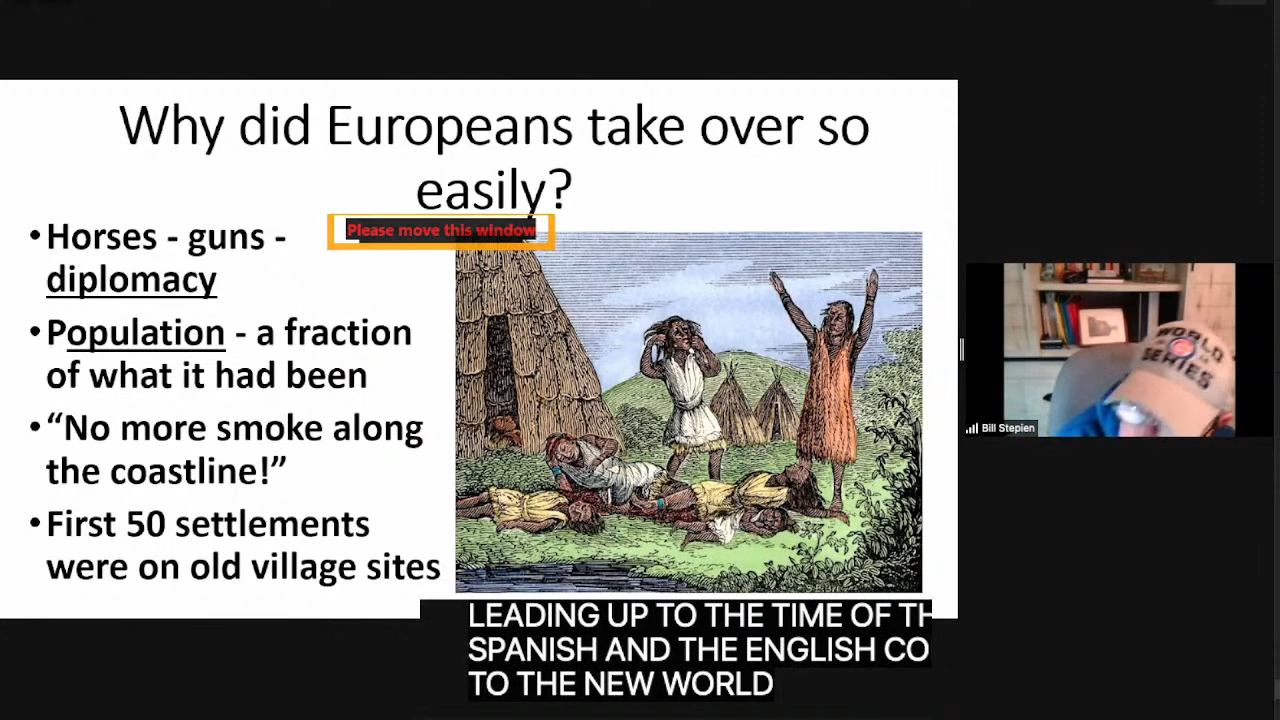 Why did Europeans take over so
easily?
Please move this window
• Horses - guns -
diplomacy
• Population - a fraction
of what it had been
• “No more smoke along
the coastline!”
• First 50 settlements
were on old village sites
WORLD
SERIES
Bill Stepien
LEADING UP TO THE TIME OF TH
SPANISH AND THE ENGLISH CO
TO THE NEW WORLD